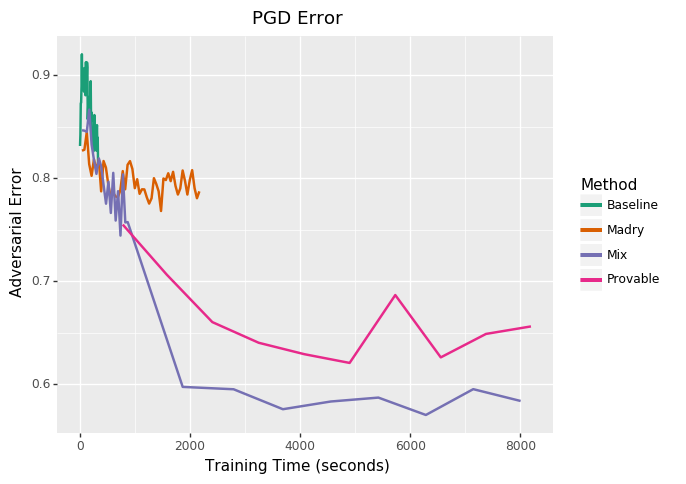 PGD Error
0.9
0.8
0.7
0.6
Adversarial Error
0
2000
4000
6000
8000
Training Time (seconds)
Method
Baseline
Madry
Mix
Provable